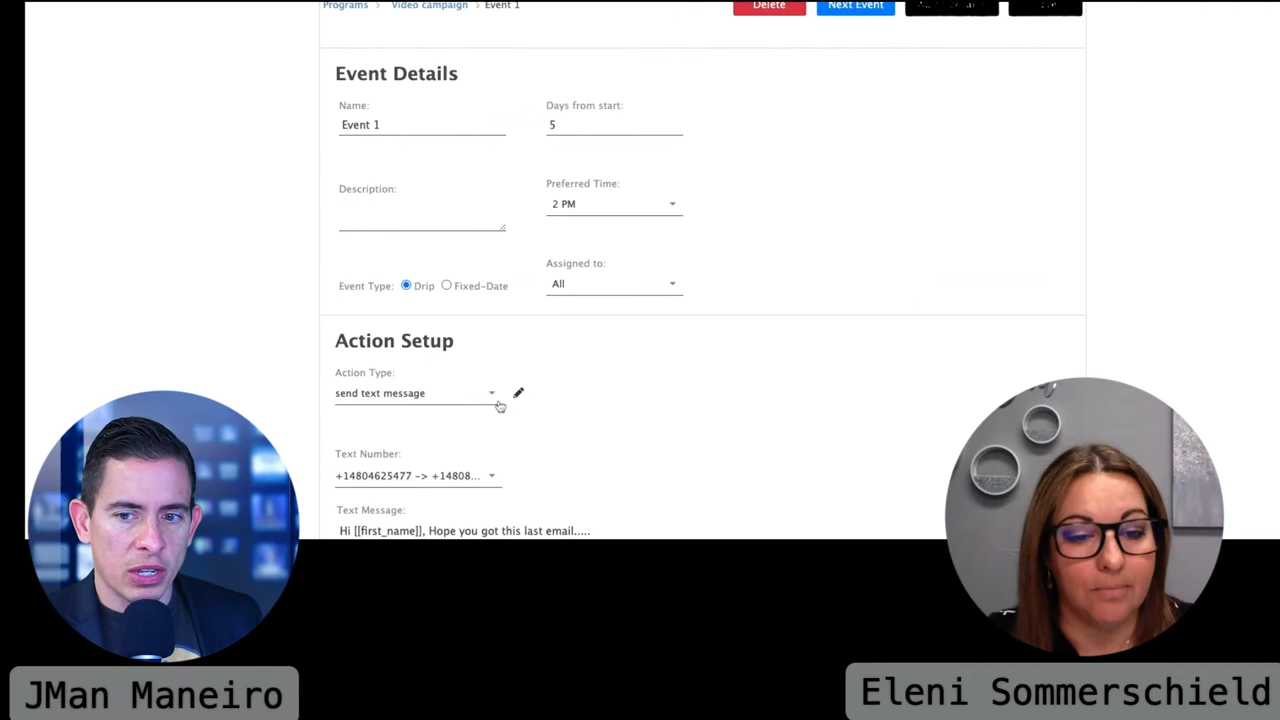 Programs > Video campaign > Event 1
Delete
Next Event
Event Details
Name:
Days from start:
Event 1
5
Description:
Preferred Time:
2 PM
Assigned to:
Event Type: Drip Fixed-Date
All
Action Setup
Action Type:
send text message
Text Number:
+14804625477 -> +14808...
Text Message:
Hi [[first_name]], Hope you got this last email.....
JMan Maneiro
Eleni Sommerschield